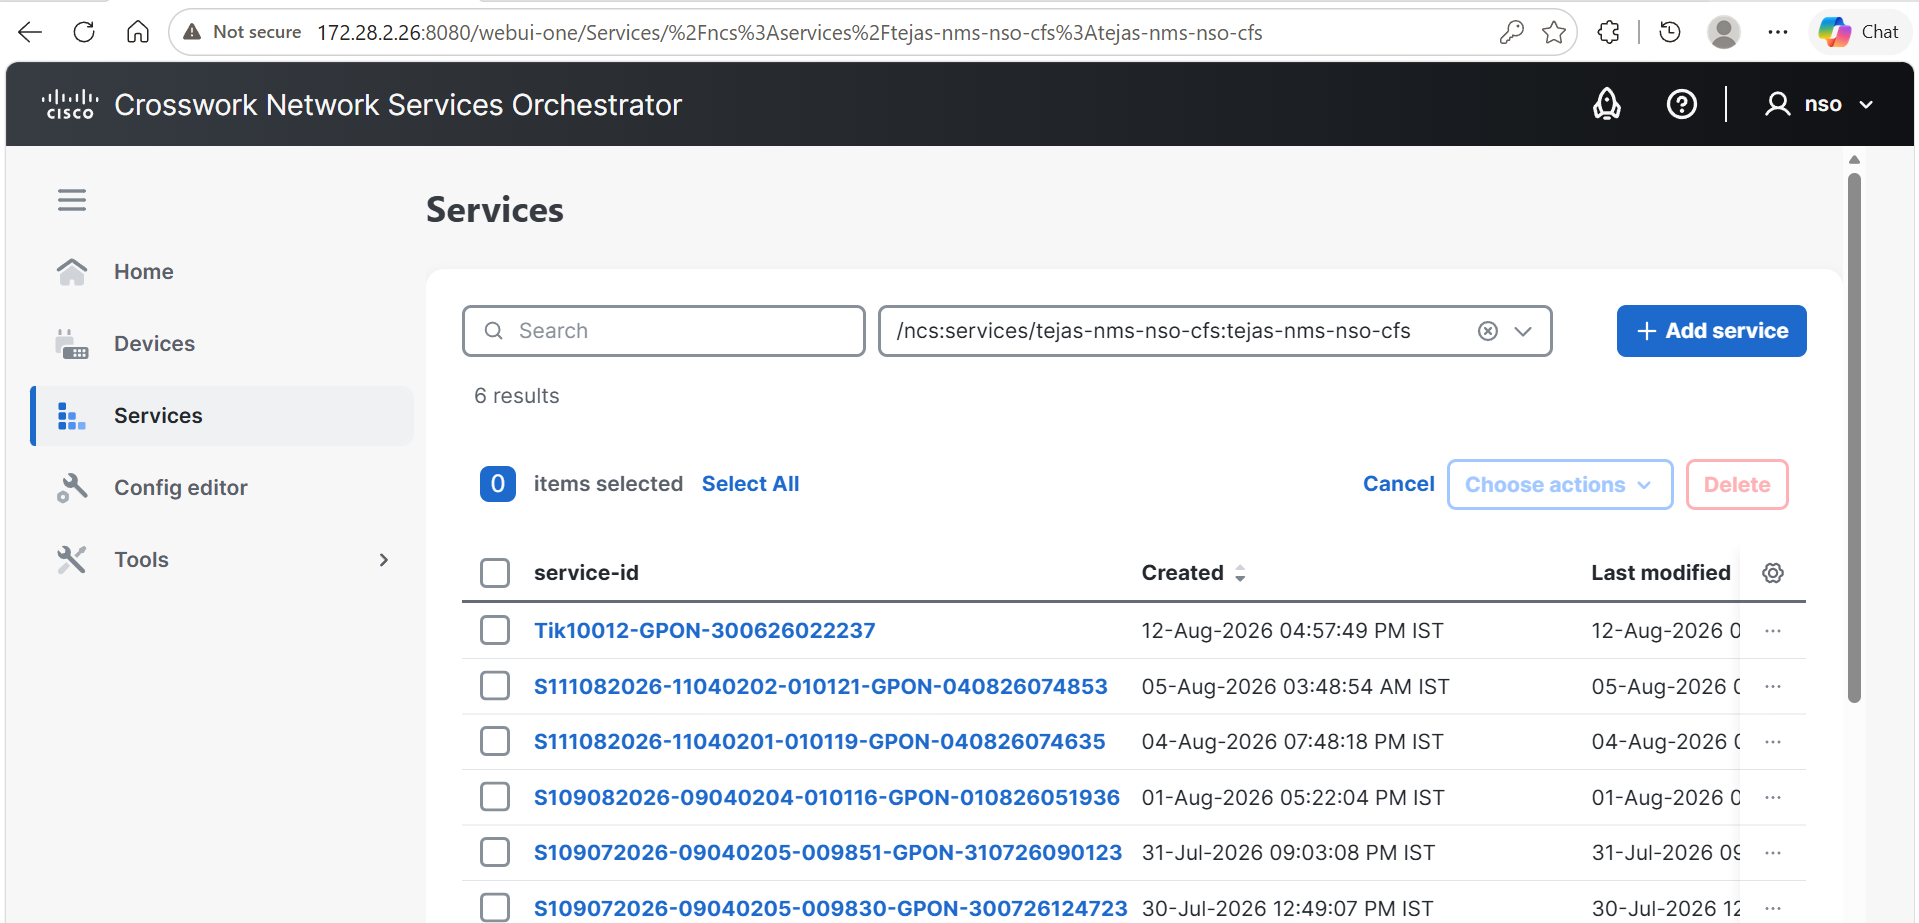 Not secure 172.28.2.26:8080/webui-one/Services/%2Fncs%3Aservices%2Ftejas-nms-nso-cfs%3Atejas-nms-nso-cfs Chat
CISCO Crosswork Network Services Orchestrator nso
Services
Home
Devices
Services
Config editor
Tools
Search /ncs:services/tejas-nms-nso-cfs:tejas-nms-nso-cfs + Add service
6 results
0 items selected Select All Cancel Choose actions Delete
service-id Created Last modified
Tik10012-GPON-300626022237 12-Aug-2026 04:57:49 PM IST 12-Aug-2026 0
S111082026-11040202-010121-GPON-040826074853 05-Aug-2026 03:48:54 AM IST 05-Aug-2026
S111082026-11040201-010119-GPON-040826074635 04-Aug-2026 07:48:18 PM IST 04-Aug-2026
S109082026-09040204-010116-GPON-010826051936 01-Aug-2026 05:22:04 PM IST 01-Aug-2026 0
S109072026-09040205-009851-GPON-310726090123 31-Jul-2026 09:03:08 PM IST 31-Jul-2026 09
S109072026-09040205-009830-GPON-300726124723 30-Jul-2026 12:49:07 PM IST 30-Jul-2026 12